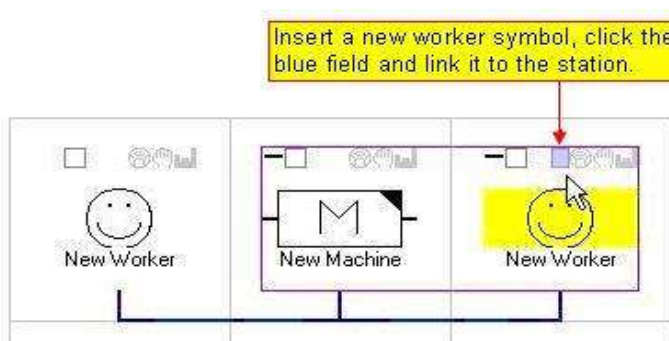 Insert a new worker symbol, click the
blue field and link it to the station.
M
New Worker
New Machine
New Worker